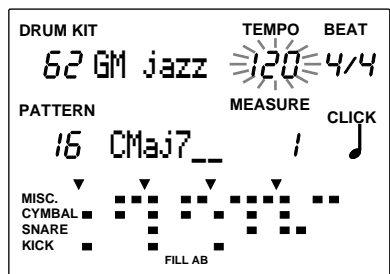 DRUM KIT TEMPO BEAT
62 GM jazz 120 4/4
PATTERN MEASURE CLICK
16 CMaj7__ 1
MISC.
CYMBAL
SNARE
KICK
FILL AB